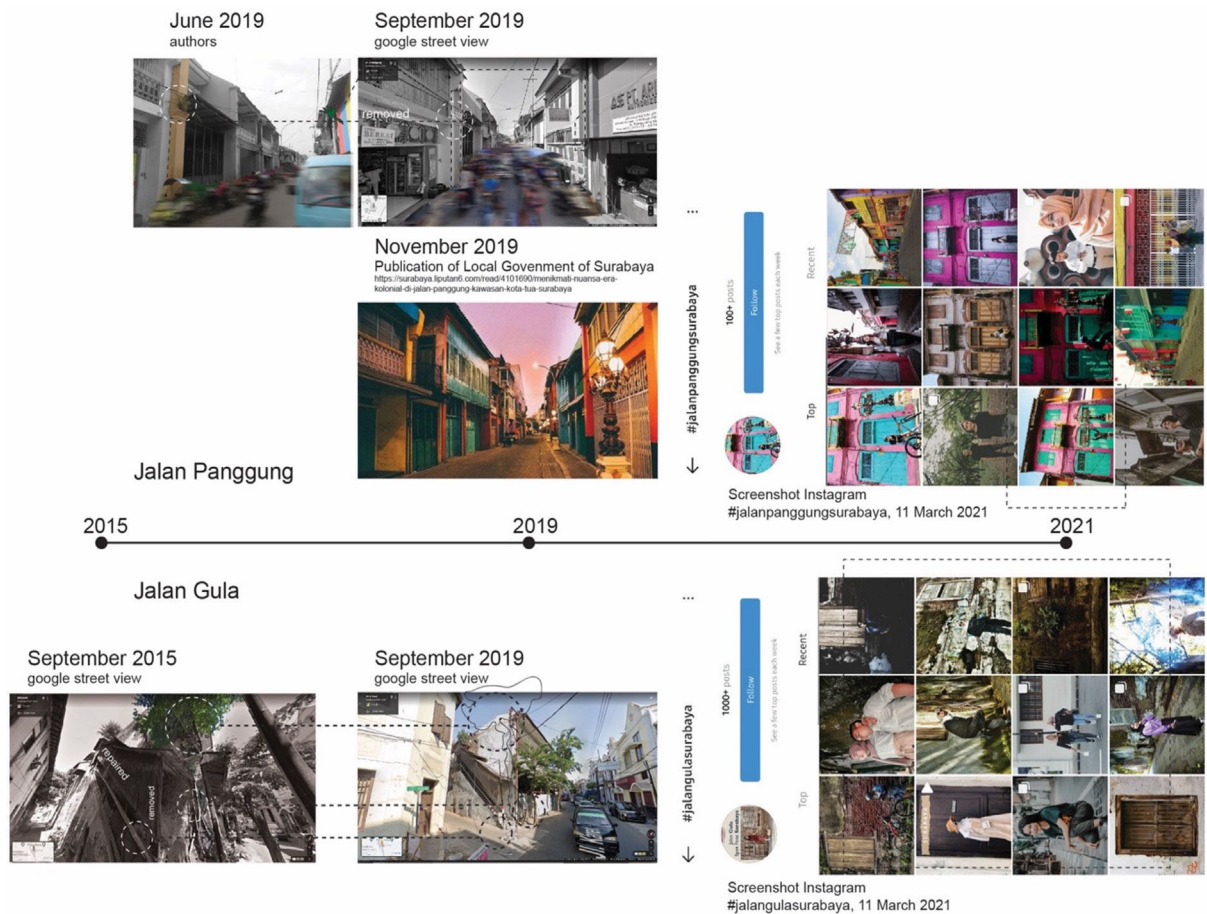 June 2019
authors
September 2019
google street view
removed
BERKAT
November 2019
Publication of Local Govenment of Surabaya
https://surabaya.liputan6.com/read/4101690/menikmati-nuansa-era-
kolonial-di-jalan-panggung-kawasan-kota-tua-surabaya
Jalan Panggung
...
#jalanpanggungsurabaya
100+ posts
Follow
See a few top posts each week
Recent
Top
Screenshot Instagram
#jalanpanggungsurabaya, 11 March 2021
2015
2019
2021
Jalan Gula
September 2015
google street view
repaired
removed
September 2019
google street view
...
#jalangulasurabaya
1000+ posts
Follow
See a few top posts each week
Recent
Top
Screenshot Instagram
#jalangulasurabaya, 11 March 2021